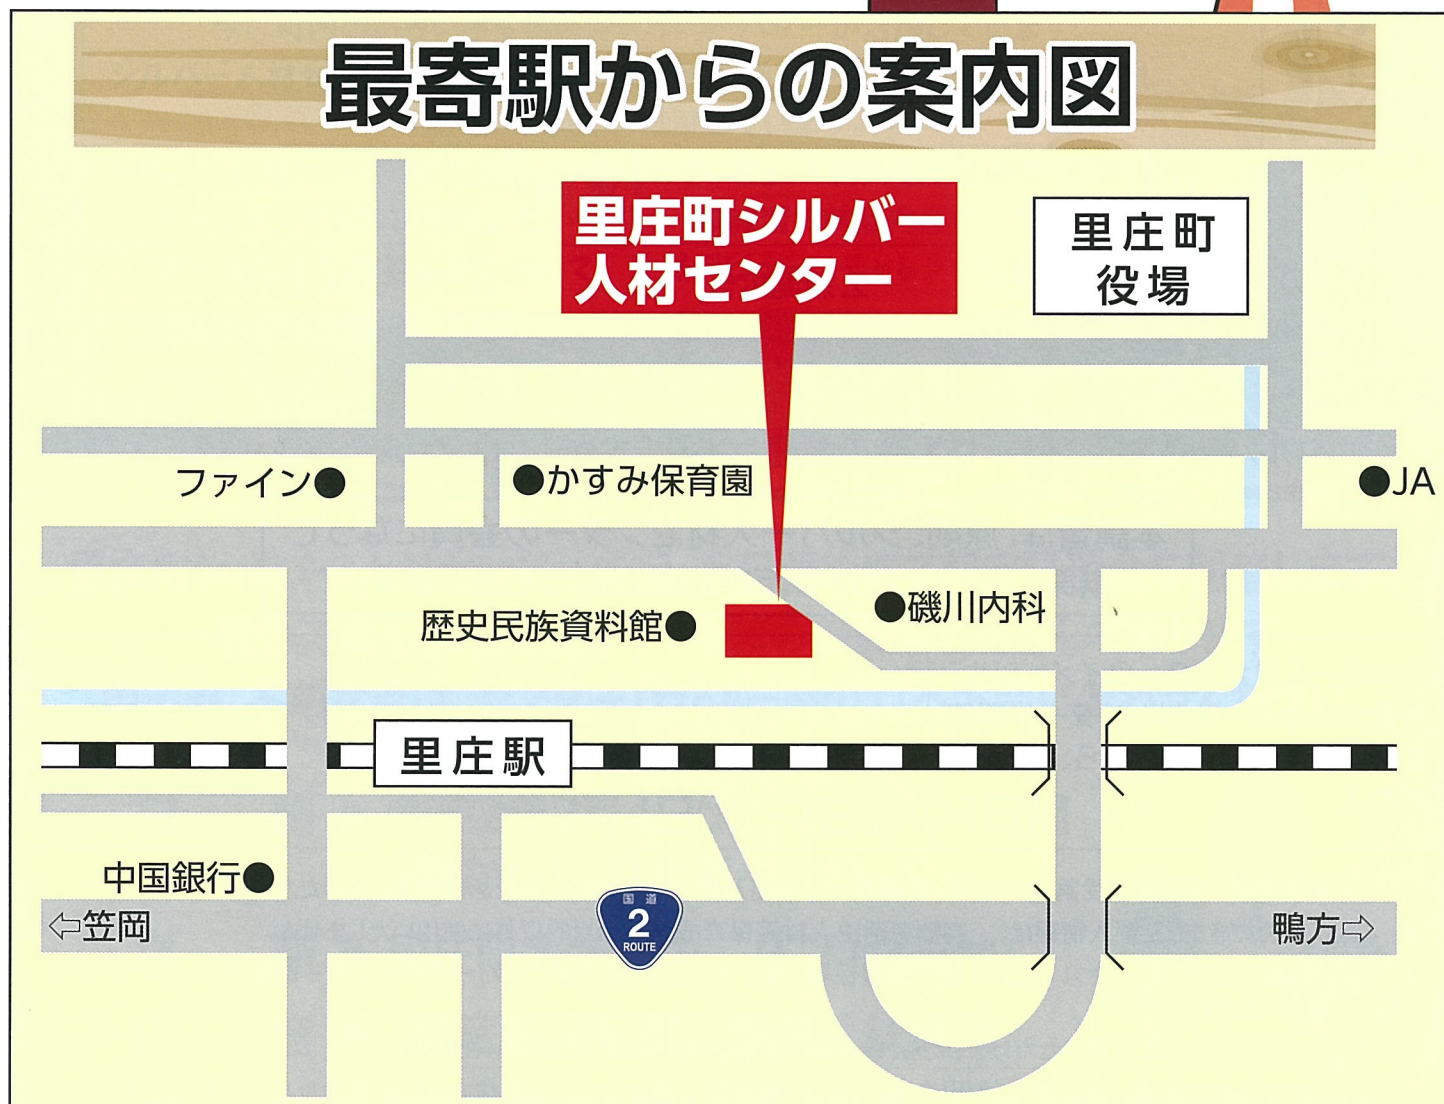 最寄駅からの案内図
里庄町シルバー
人材センター
里庄町
役場
ファイン●
●かすみ保育園
●JA
歴史民族資料館●
●磯川内科
里庄駅
中国銀行●
⇦笠岡
国道
2
ROUTE
鴨方⇨